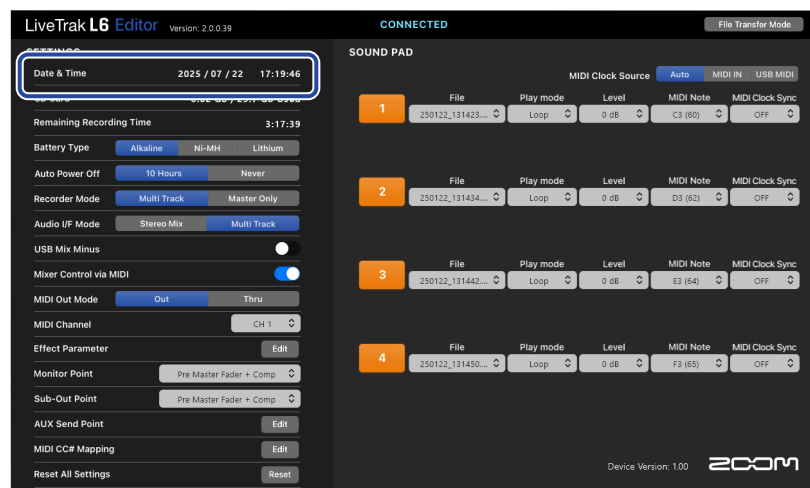 LiveTrak L6 Editor Version: 2.0.0.39
CONNECTED
File Transfer Mode
SETTINGS
Date & Time 2025 / 07 / 22 17:19:46
Remaining Recording Time 3:17:39
Battery Type Alkaline Ni-MH Lithium
Auto Power Off 10 Hours Never
Recorder Mode Multi Track Master Only
Audio I/F Mode Stereo Mix Multi Track
USB Mix Minus
Mixer Control via MIDI
MIDI Out Mode Out Thru
MIDI Channel CH 1
Effect Parameter Edit
Monitor Point Pre Master Fader + Comp
Sub-Out Point Pre Master Fader + Comp
AUX Send Point Edit
MIDI CC# Mapping Edit
Reset All Settings Reset
SOUND PAD
MIDI Clock Source Auto MIDI IN USB MIDI
File Play mode Level MIDI Note MIDI Clock Sync
1 250122_131423.... Loop 0 dB C3 (60) OFF
File Play mode Level MIDI Note MIDI Clock Sync
2 250122_131434.... Loop 0 dB D3 (62) OFF
File Play mode Level MIDI Note MIDI Clock Sync
3 250122_131442.... Loop 0 dB E3 (64) OFF
File Play mode Level MIDI Note MIDI Clock Sync
4 250122_131450.... Loop 0 dB F3 (65) OFF
Device Version: 1.00 ZOOM